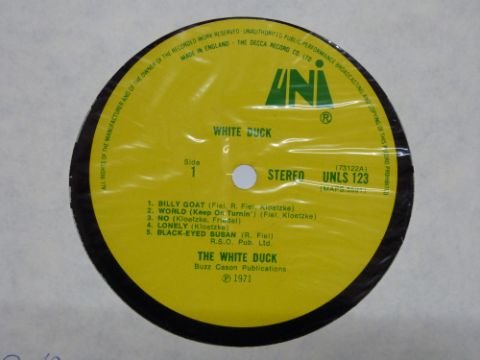 ALL RIGHTS OF THE MANUFACTURER AND OF THE OWNER OF THE RECORDED WORK RESERVED · UNAUTHORISED PUBLIC PERFORMANCE BROADCASTING AND COPYING OF THIS RECORD PROHIBITED
MADE IN ENGLAND · THE DECCA RECORD CO. LTD.
UNI
®
WHITE DUCK
Side
1
STEREO
(73122A)
UNLS 123
1. BILLY GOAT (Fiel, R. Fiel, Kloetzke)
2. WORLD (Keep On Turnin') (Fiel, Kloetzke)
3. NO (Kloetzke, Friebel)
4. LONELY (Kloetzke)
5. BLACK-EYED SUSAN (R. Fiel)
R.S.O. Pub. Ltd.
THE WHITE DUCK
Buzz Cason Publications
℗ 1971